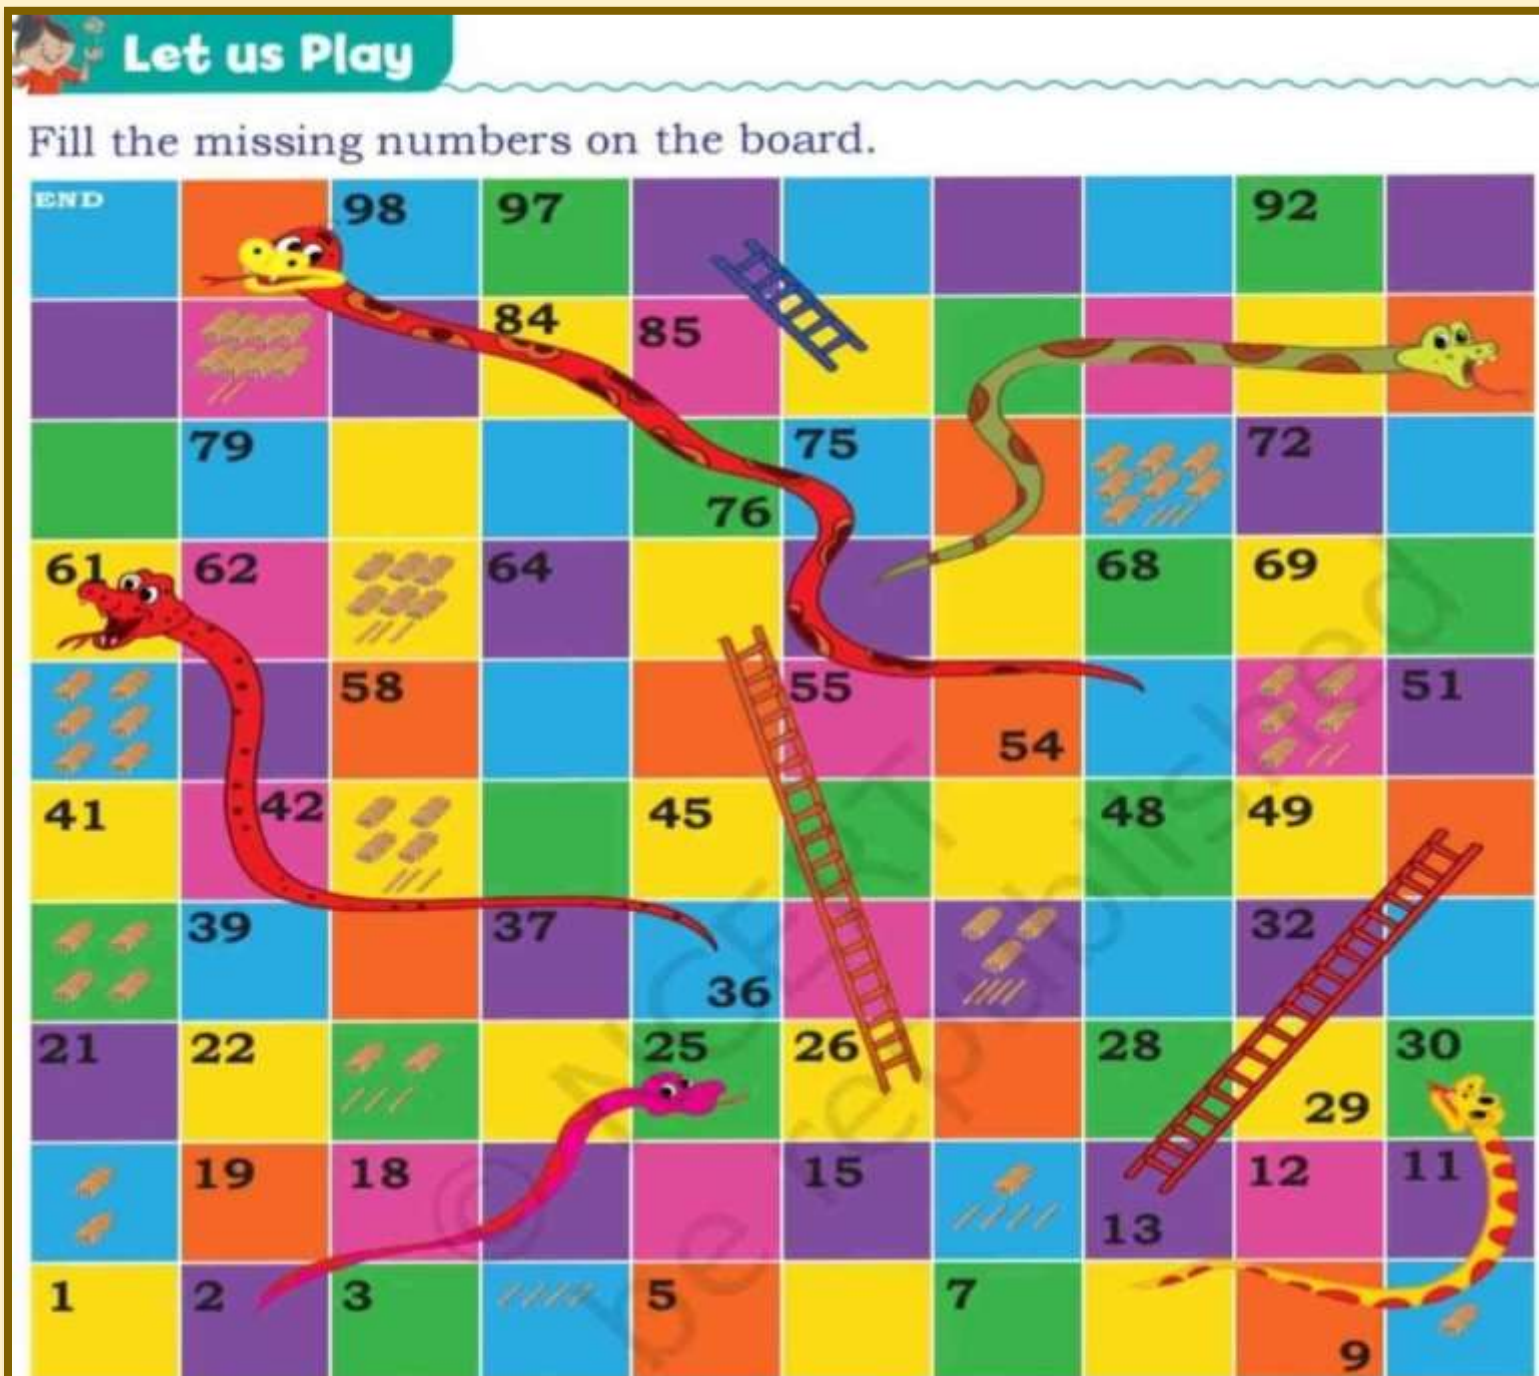 Let us Play
Fill the missing numbers on the board.
END 98 97 92
84 85
79 76 75 72
61 62 64 68 69
58 55 54 51
41 42 45 48 49
39 37 36 32
21 22 25 26 28 29 30
19 18 15 13 12 11
1 2 3 5 7 9
© NCERT
be republished